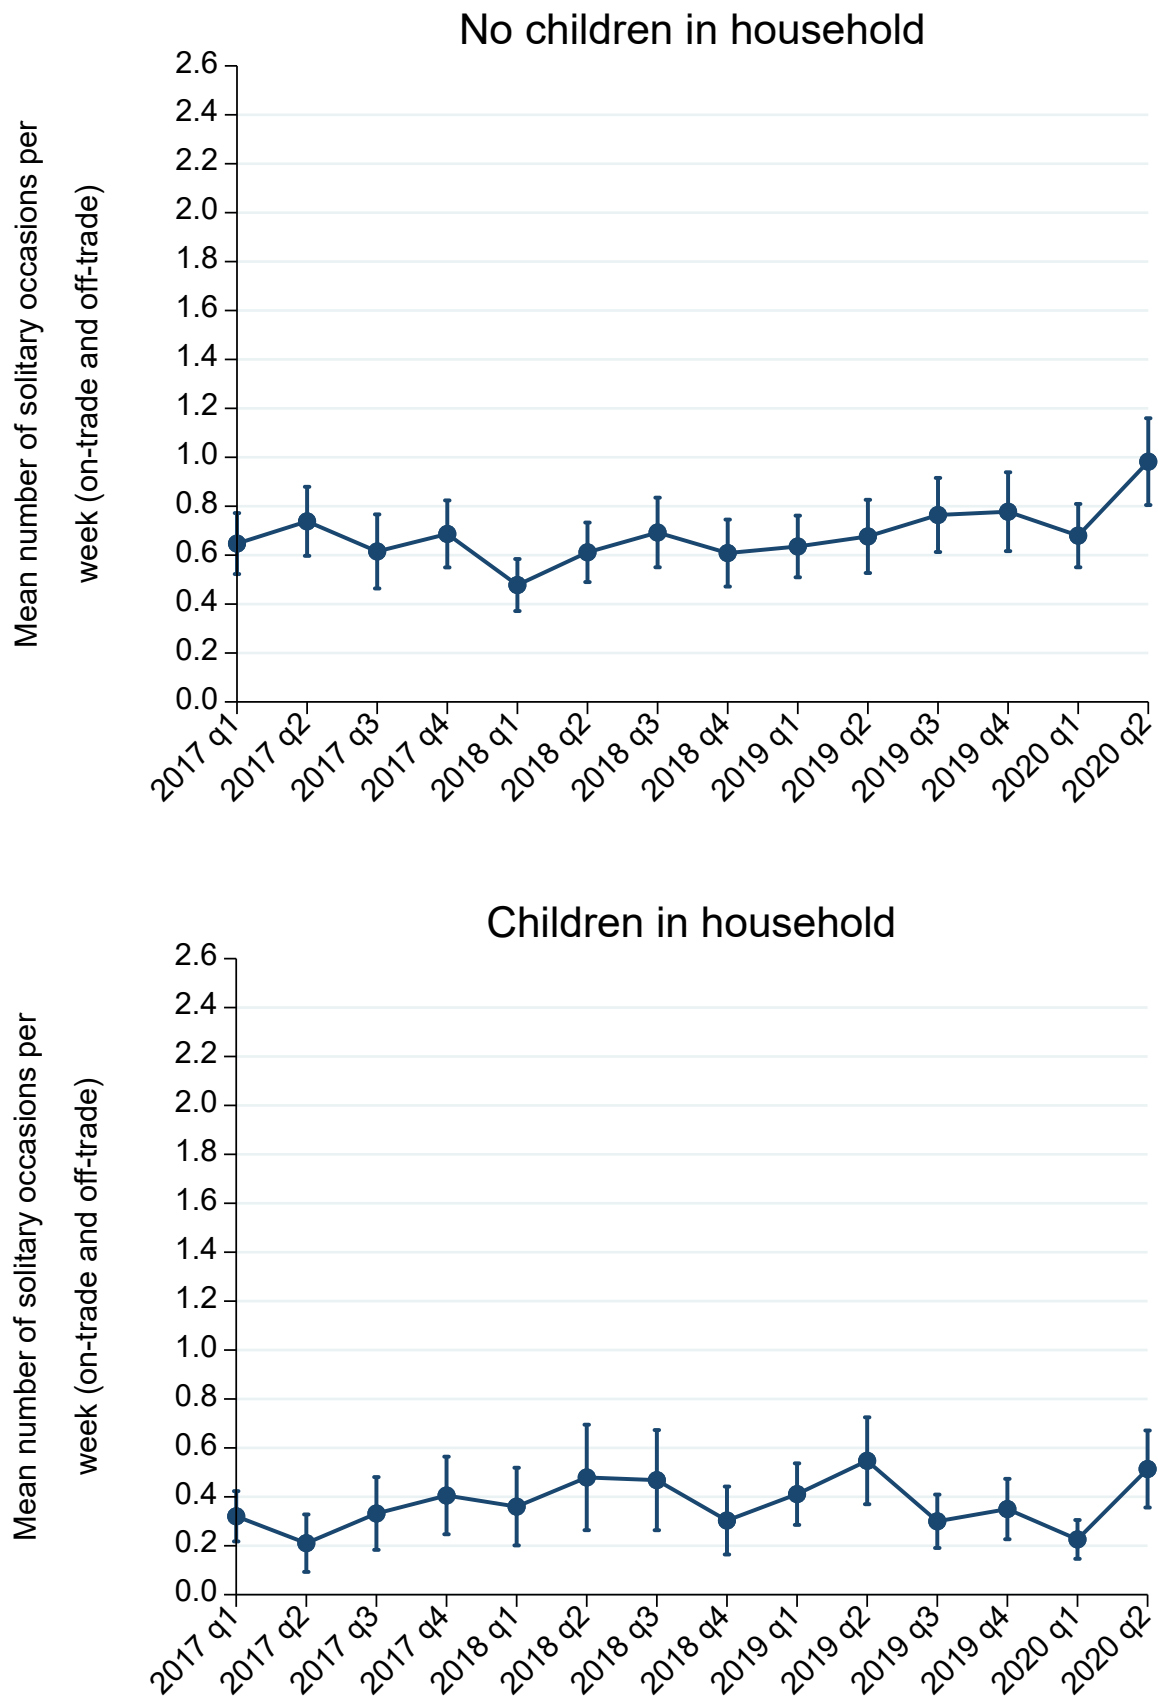 No children in household
Mean number of solitary occasions per
week (on-trade and off-trade)
2.6
2.4
2.2
2.0
1.8
1.6
1.4
1.2
1.0
0.8
0.6
0.4
0.2
0.0
2017 q1
2017 q2
2017 q3
2017 q4
2018 q1
2018 q2
2018 q3
2018 q4
2019 q1
2019 q2
2019 q3
2019 q4
2020 q1
2020 q2
Children in household
Mean number of solitary occasions per
week (on-trade and off-trade)
2.6
2.4
2.2
2.0
1.8
1.6
1.4
1.2
1.0
0.8
0.6
0.4
0.2
0.0
2017 q1
2017 q2
2017 q3
2017 q4
2018 q1
2018 q2
2018 q3
2018 q4
2019 q1
2019 q2
2019 q3
2019 q4
2020 q1
2020 q2